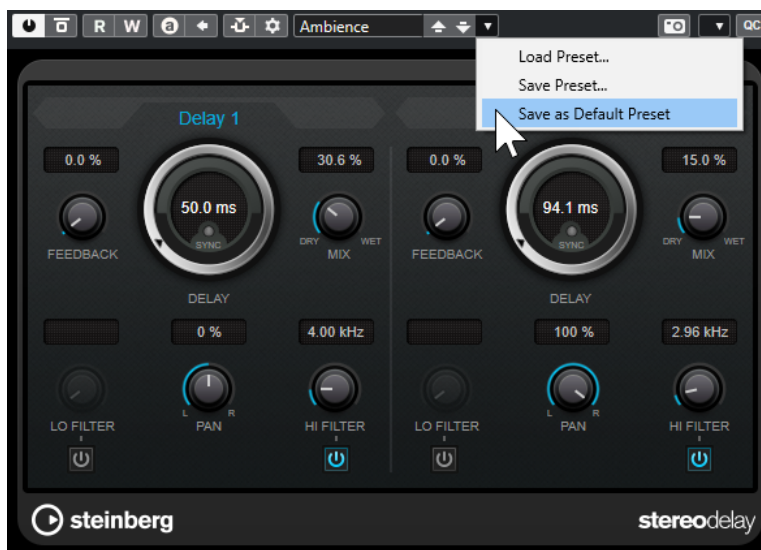 R W a Ambience QC
Load Preset...
Save Preset...
Save as Default Preset
Delay 1
0.0 % 30.6 % 0.0 % 15.0 %
50.0 ms 94.1 ms
SYNC SYNC
DRY WET DRY WET
FEEDBACK MIX FEEDBACK MIX
DELAY DELAY
0 % 4.00 kHz 100 % 2.96 kHz
L R L R
LO FILTER PAN HI FILTER LO FILTER PAN HI FILTER
steinberg stereodelay